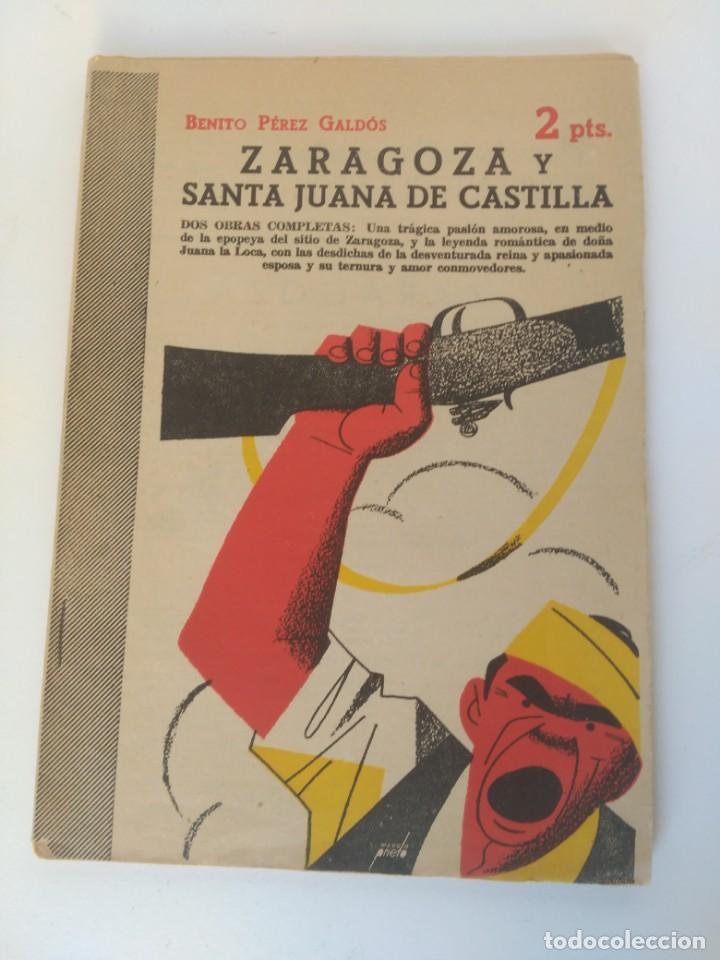 BENITO PÉREZ GALDÓS
2 pts.
ZARAGOZA Y
SANTA JUANA DE CASTILLA
DOS OBRAS COMPLETAS: Una trágica pasión amorosa, en medio
de la epopeya del sitio de Zaragoza, y la leyenda romántica de doña
Juana la Loca, con las desdichas de la desventurada reina y apasionada
esposa y su ternura y amor conmovedores.
MANOLO
prieto
todocoleccion